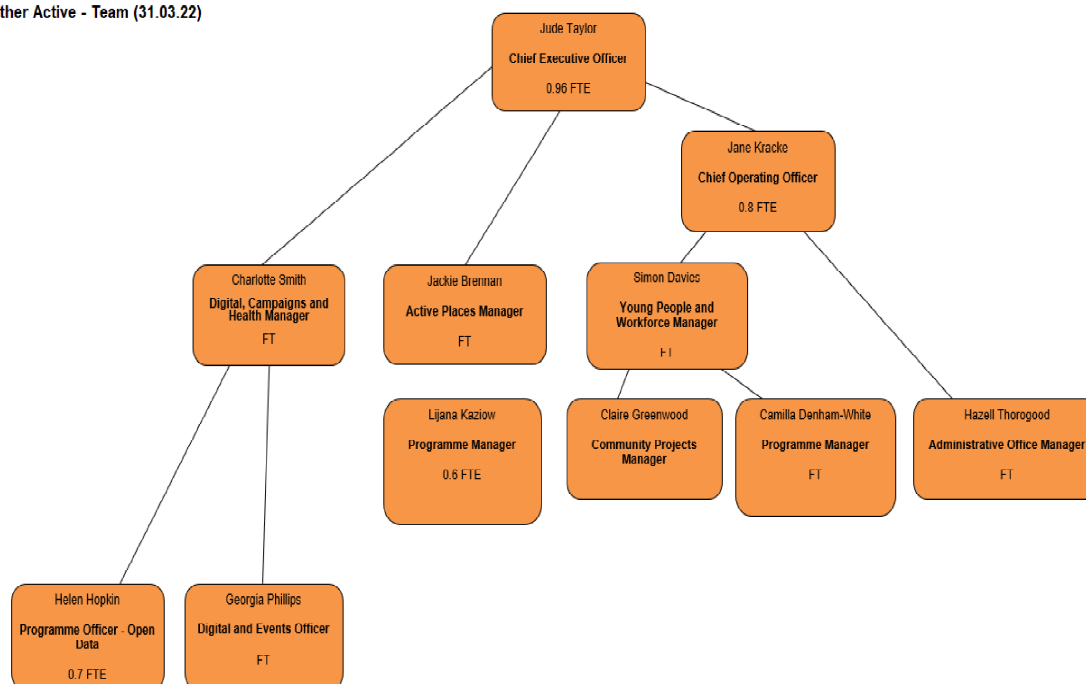 ther Active - Team (31.03.22)
Jude Taylor
Chief Executive Officer
0.96 FTE
Jane Kracke
Chief Operating Officer
0.8 FTE
Charlotte Smith
Digital, Campaigns and
Health Manager
FT
Jackie Brennan
Active Places Manager
FT
Simon Davies
Young People and
Workforce Manager
FT
Lijana Kaziow
Programme Manager
0.6 FTE
Claire Greenwood
Community Projects
Manager
Camilla Denham-White
Programme Manager
FT
Hazell Thorogood
Administrative Office Manager
FT
Helen Hopkin
Programme Officer - Open
Data
0.7 FTE
Georgia Phillips
Digital and Events Officer
FT